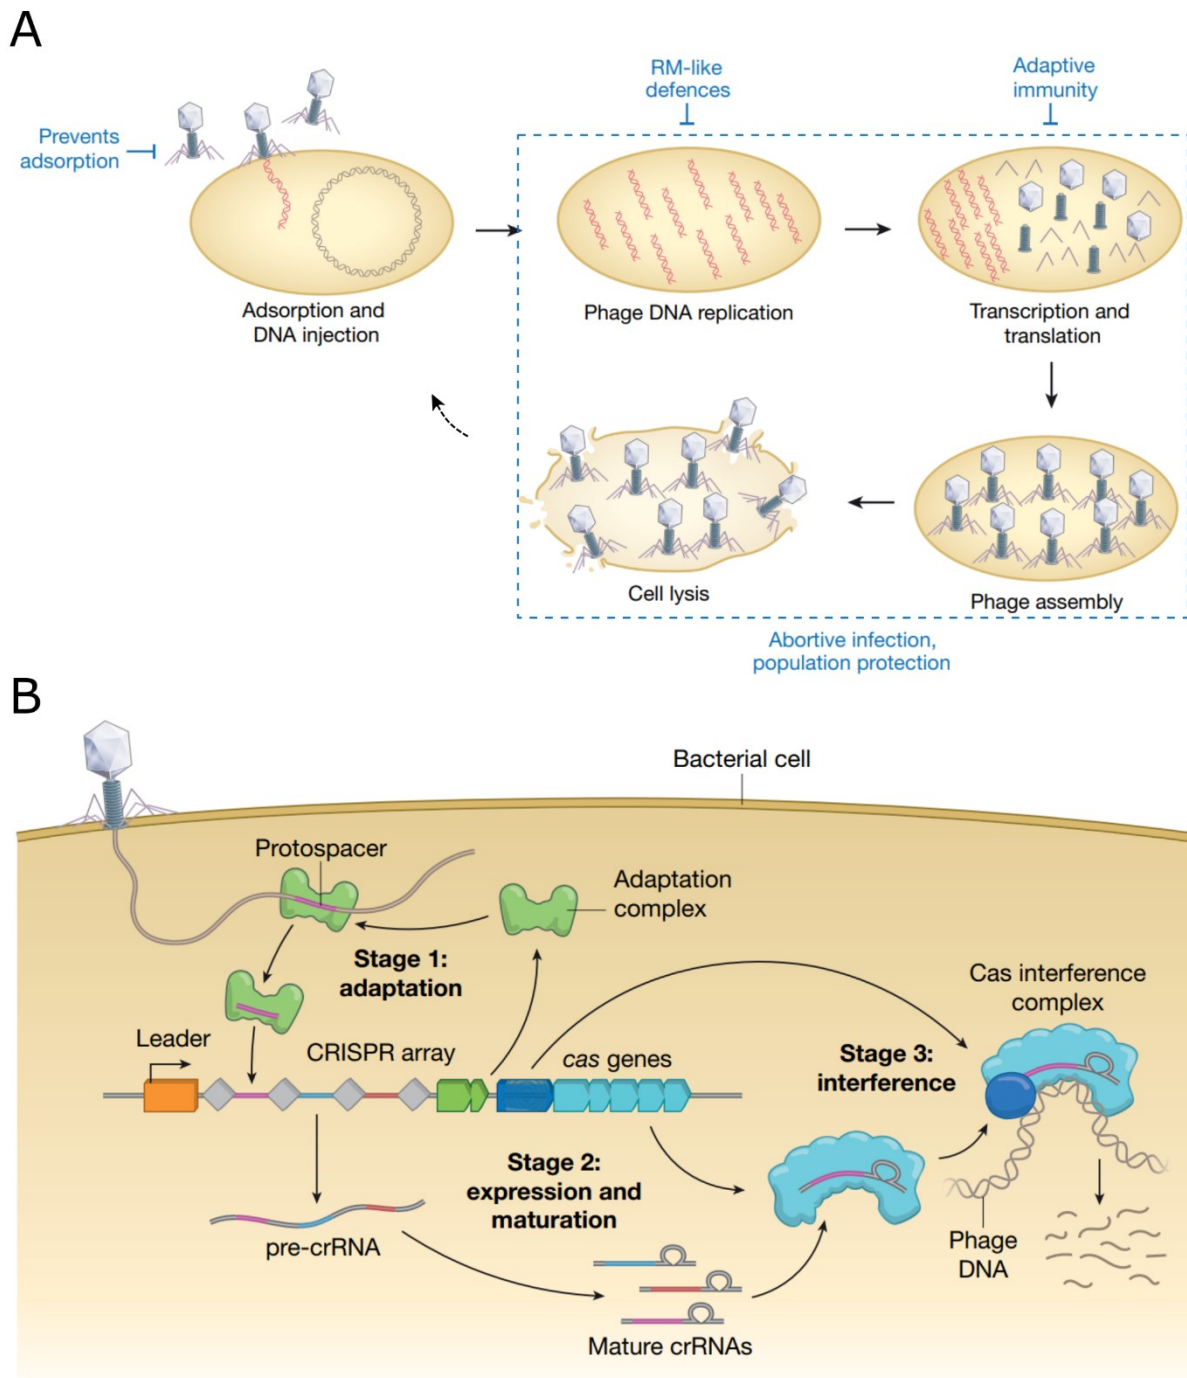 A
Prevents
adsorption
RM-like
defences
Adaptive
immunity
Adsorption and
DNA injection
Phage DNA replication
Transcription and
translation
Cell lysis
Phage assembly
Abortive infection,
population protection
B
Bacterial cell
Protospacer
Adaptation
complex
Stage 1:
adaptation
Leader
CRISPR array
cas genes
Cas interference
complex
Stage 3:
interference
Stage 2:
expression and
maturation
pre-crRNA
Phage
DNA
Mature crRNAs